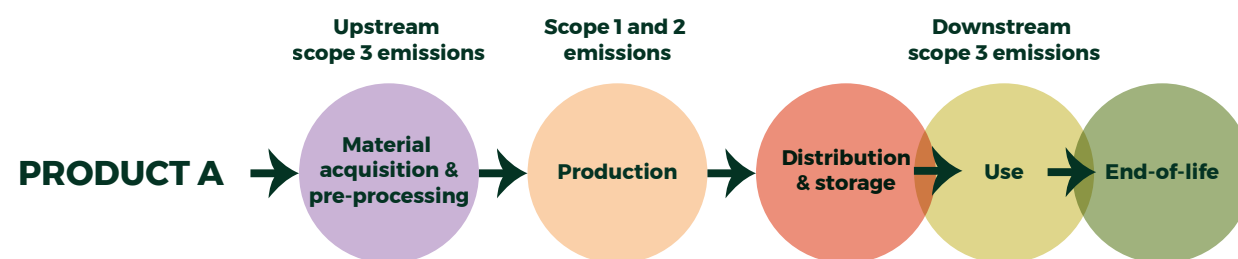 Upstream
scope 3 emissions
Scope 1 and 2
emissions
Downstream
scope 3 emissions
PRODUCT A
Material
acquisition &
pre-processing
Production
Distribution
& storage
Use
End-of-life